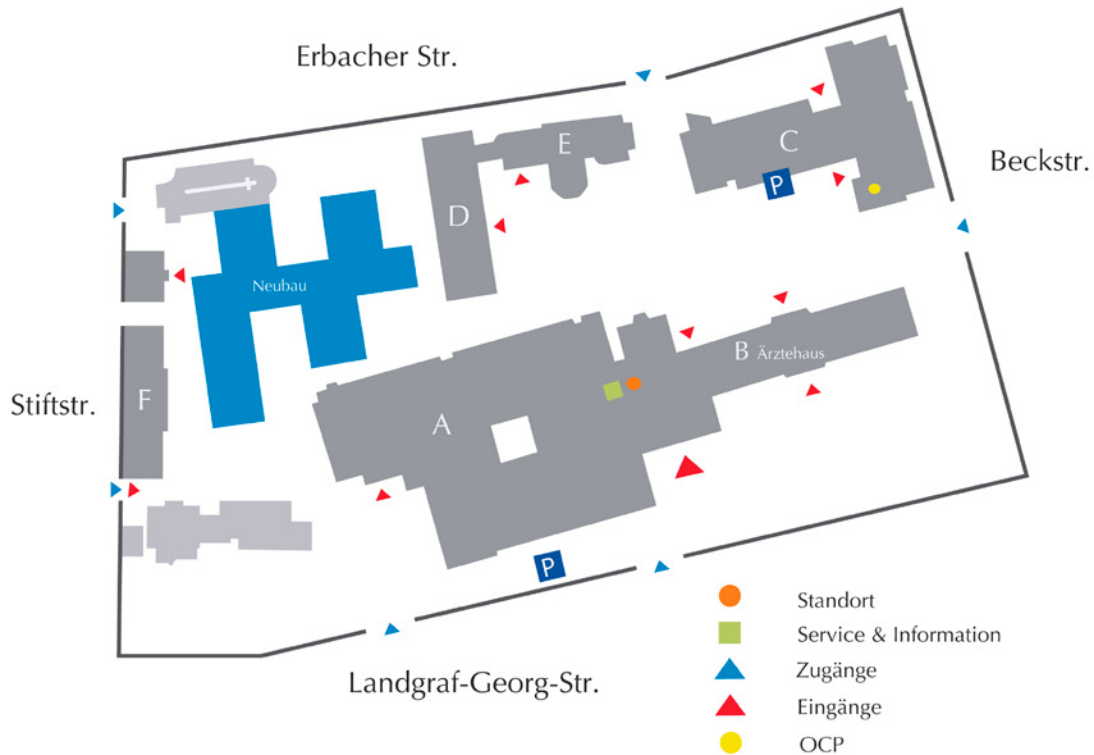 Erbacher Str.
E
C
Beckstr.
P
D
Neubau
B Ärztehaus
Stiftstr.
F
A
P
Standort
Service & Information
Zugänge
Landgraf-Georg-Str.
Eingänge
OCP